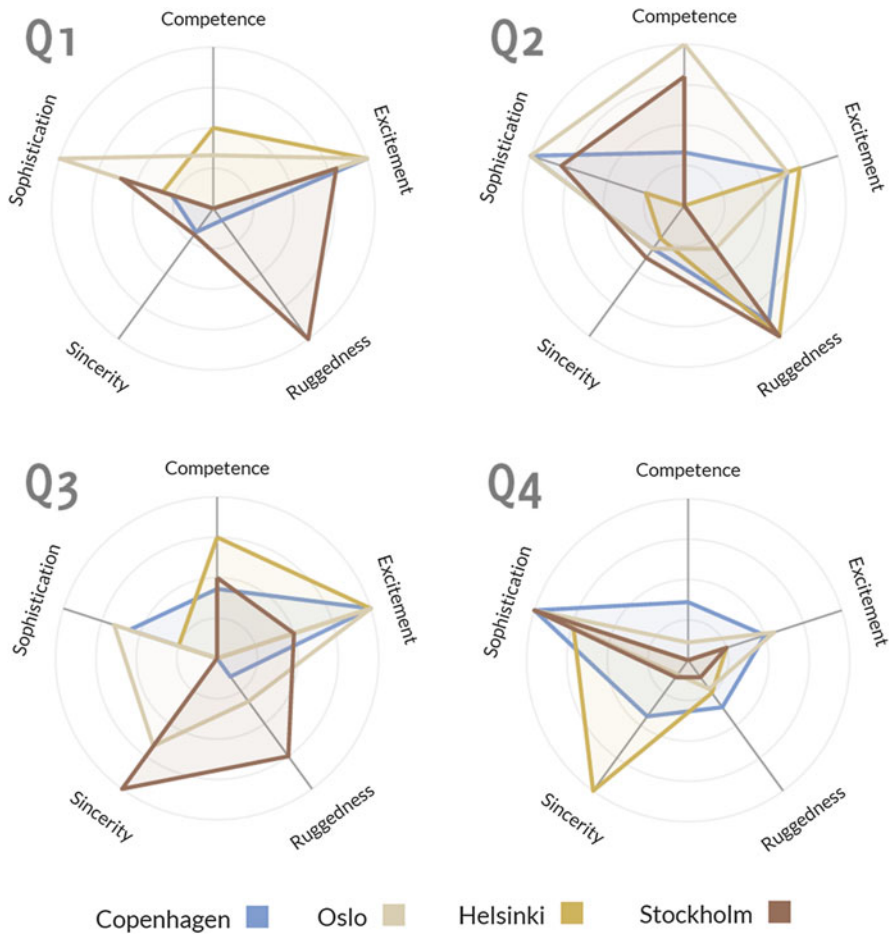 Q1
Competence
Excitement
Ruggedness
Sincerity
Sophistication
Q2
Competence
Excitement
Ruggedness
Sincerity
Sophistication
Q3
Competence
Excitement
Ruggedness
Sincerity
Sophistication
Q4
Competence
Excitement
Ruggedness
Sincerity
Sophistication
Copenhagen
Oslo
Helsinki
Stockholm